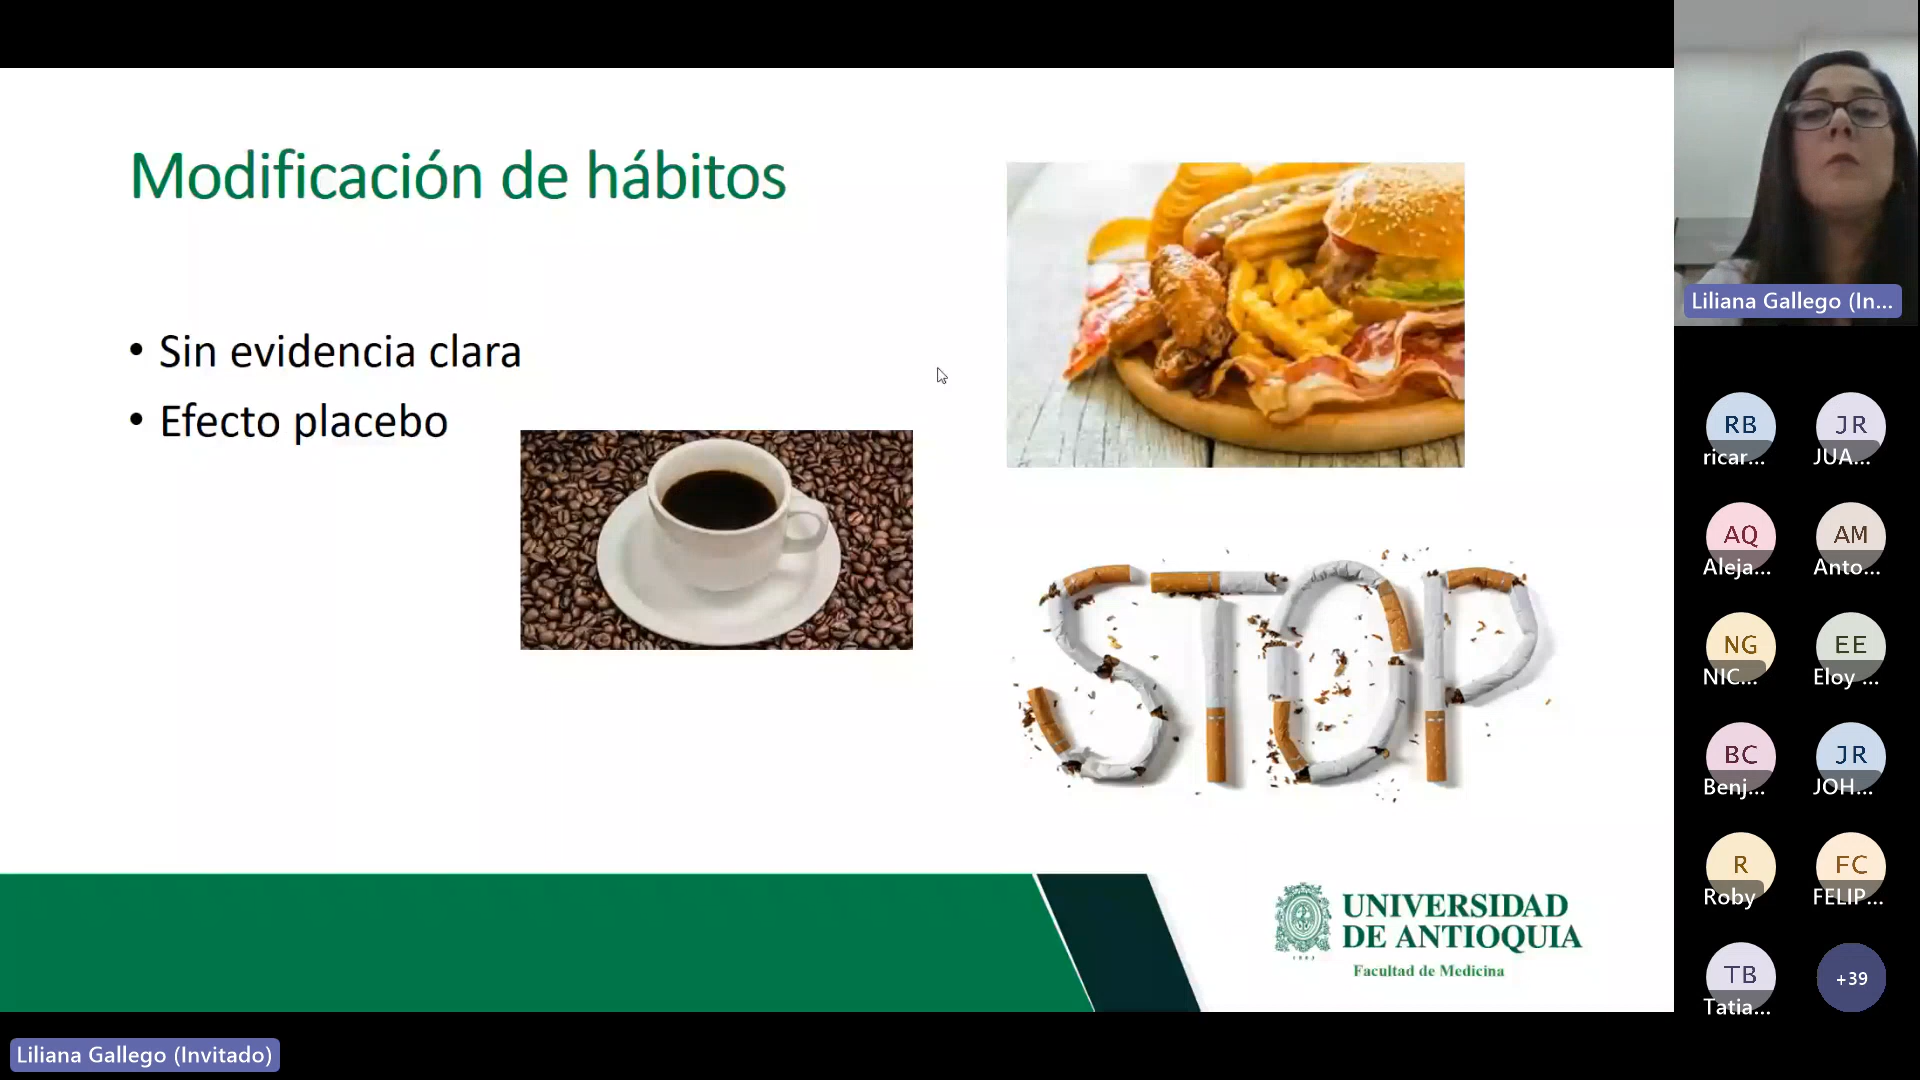 Modificación de hábitos
• Sin evidencia clara
• Efecto placebo
STOP
UNIVERSIDAD
DE ANTIOQUIA
1803
Facultad de Medicina
Liliana Gallego (Invitado)
Liliana Gallego (In...
RB
ricar...
JR
JUA...
AQ
Aleja...
AM
Anto...
NG
NIC...
EE
Eloy ...
BC
Benj...
JR
JOH...
R
Roby
FC
FELIP...
TB
Tatia...
+39